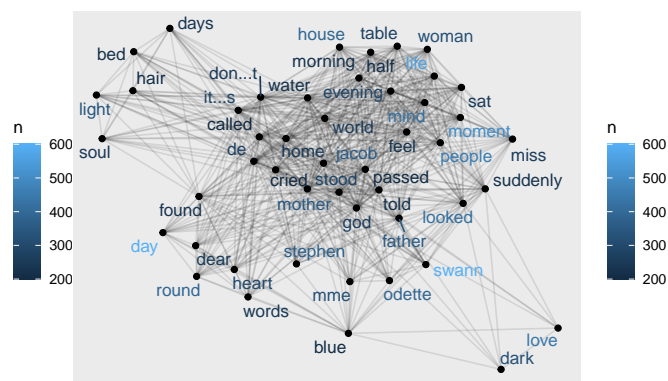 days
house
table
woman
bed
morning
half
life
hair
don...t
water
evening
sat
light
it...s
mind
n
called
world
moment
n
600
soul
de
home
jacob
feel
people
miss
600
500
cried
stood
passed
suddenly
500
400
found
mother
god
told
looked
400
300
day
dear
stephen
father
300
200
round
heart
mme
odette
swann
200
words
blue
love
dark